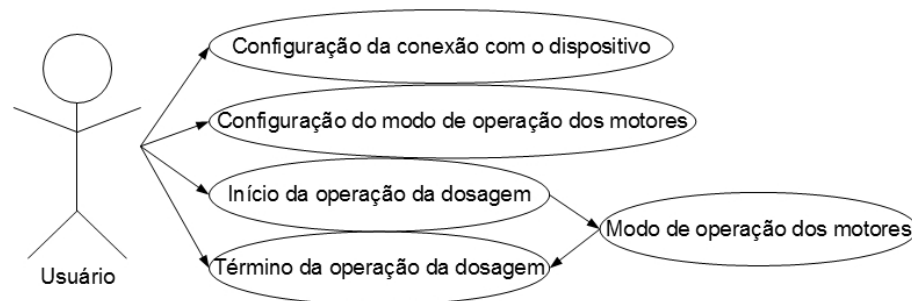 Configuração da conexão com o dispositivo
Configuração do modo de operação dos motores
Início da operação da dosagem
Modo de operação dos motores
Término da operação da dosagem
Usuário